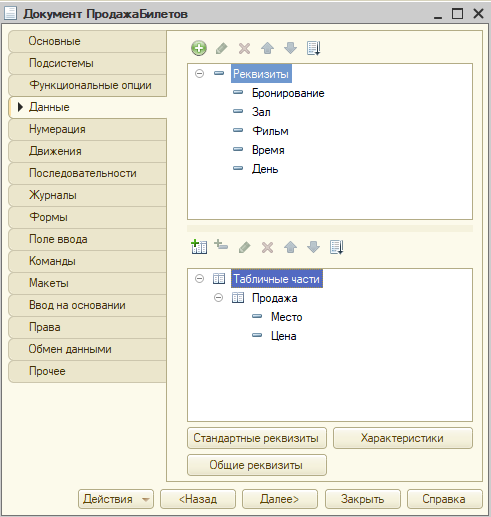 Документ ПродажаБилетов
Основные
Подсистемы
Функциональные опции
Данные
Нумерация
Движения
Последовательности
Журналы
Формы
Поле ввода
Команды
Макеты
Ввод на основании
Права
Обмен данными
Прочее
Реквизиты
Бронирование
Зал
Фильм
Время
День
Табличные части
Продажа
Место
Цена
Стандартные реквизиты
Характеристики
Общие реквизиты
Действия
<Назад
Далее>
Закрыть
Справка